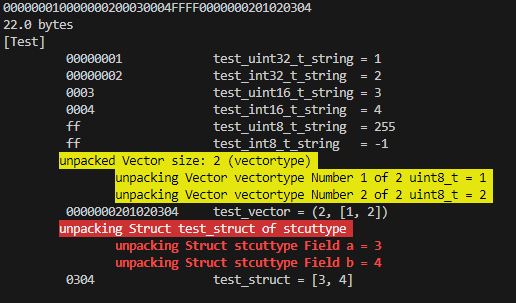 000000010000000200030004FFFF0000000201020304
22.0 bytes
[Test]
00000001 test_uint32_t_string = 1
00000002 test_int32_t_string = 2
0003 test_uint16_t_string = 3
0004 test_int16_t_string = 4
ff test_uint8_t_string = 255
ff test_int8_t_string = -1
unpacked Vector size: 2 (vectortype)
unpacking Vector vectortype Number 1 of 2 uint8_t = 1
unpacking Vector vectortype Number 2 of 2 uint8_t = 2
0000000201020304 test_vector = (2, [1, 2])
unpacking Struct test_struct of stcuttype
unpacking Struct stcuttype Field a = 3
unpacking Struct stcuttype Field b = 4
0304 test_struct = [3, 4]